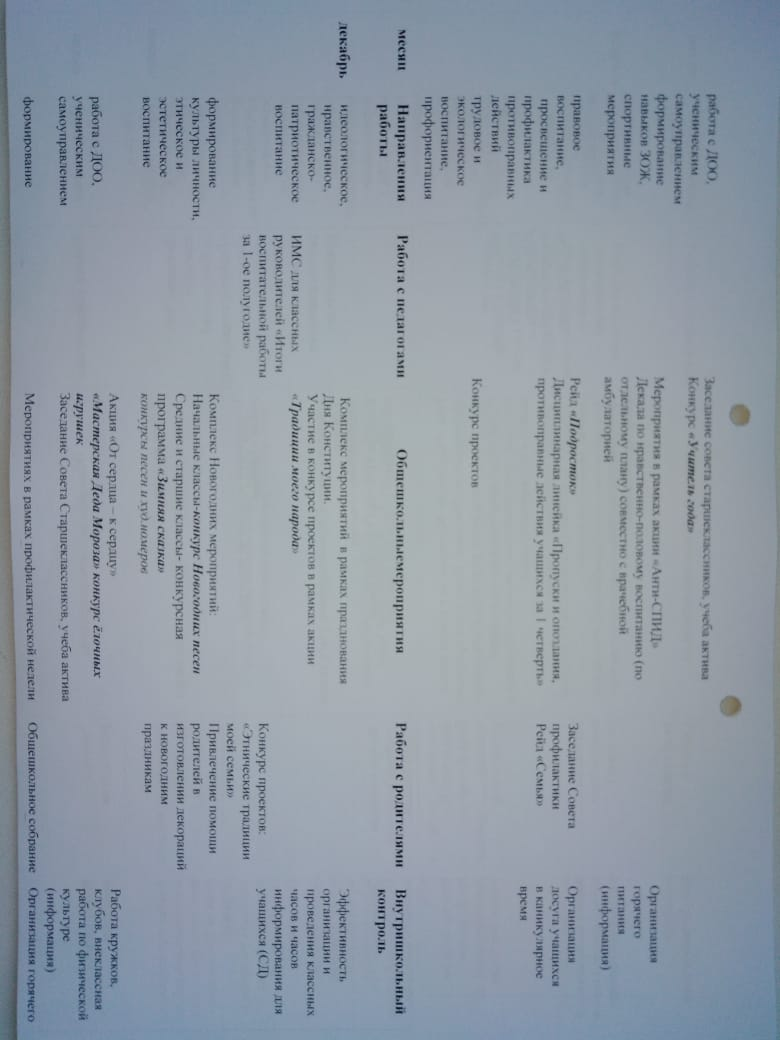 работа с ДОО,
ученическим
самоуправлением
Заседание совета старшеклассников, учеба актива
Конкурс «Учитель года»
формирование
навыков ЗОЖ,
спортивные
мероприятия
Мероприятия в рамках акции «Анти-СПИД»
Декада по нравственно-половому воспитанию (по
отдельному плану) совместно с врачебной
амбулаторией
Организация
горячего
питания
(информация)
правовое
воспитание,
просвещение и
профилактика
противоправных
действий
Рейд «Подросток»
Дисциплинарная линейка «Пропуски и опоздания,
противоправные действия учащихся за 1 четверть»
Заседание Совета
профилактики
Рейд «Семья»
Организация
досуга учащихся
в каникулярное
время
трудовое и
экологическое
воспитание,
профориентация
Конкурс проектов
месяц
Направления
работы
Работа с педагогами
Общешкольныемероприятия
Работа с родителями
Внутришкольный
контроль
декабрь
идеологическое,
нравственное,
гражданско-
патриотическое
воспитание
ИМС для классных
руководителей «Итоги
воспитательной работы
за 1-ое полугодие»
Комплекс мероприятий в рамках празднования
Дня Конституции.
Участие в конкурсе проектов в рамках акции
«Традиции моего народа»
Конкурс проектов:
«Этнические традиции
моей семьи»
Эффективность
организации и
проведения классных
часов и часов
информирования для
учащихся (СД)
формирование
культуры личности,
этическое и
эстетическое
воспитание
Комплекс Новогодних мероприятий:
Начальные классы-конкурс Новогодних песен
Средние и старшие классы- конкурсная
программа «Зимняя сказка»
конкурсы песен и худ.номеров
Привлечение помощи
родителей в
изготовлении декораций
к новогодним
праздникам
работа с ДОО,
ученическим
самоуправлением
Акция «От сердца – к сердцу»
«Мастерская Деда Мороза» конкурс ёлочных
игрушек
Заседание Совета Старшеклассников, учеба актива
Работа кружков,
клубов, внеклассная
работа по физической
культуре
(информация)
формирование
Мероприятиях в рамках профилактической недели
Общешкольное собрание
Организация горячего